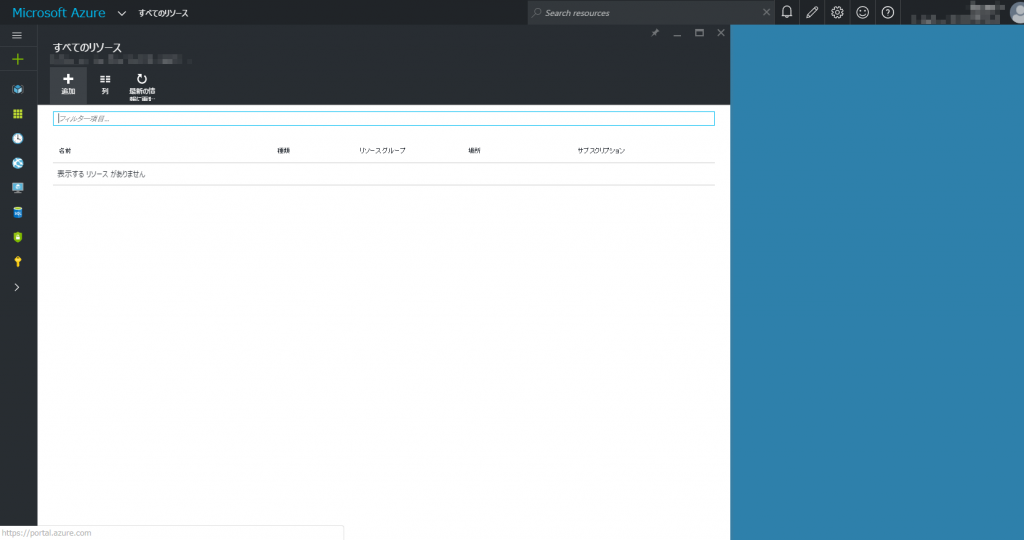 Microsoft Azure
すべてのリソース
Search resources
すべてのリソース
追加
列
最新の情
報に更新
フィルター項目...
名前
種類
リソース グループ
場所
サブスクリプション
表示する リソース がありません
https://portal.azure.com